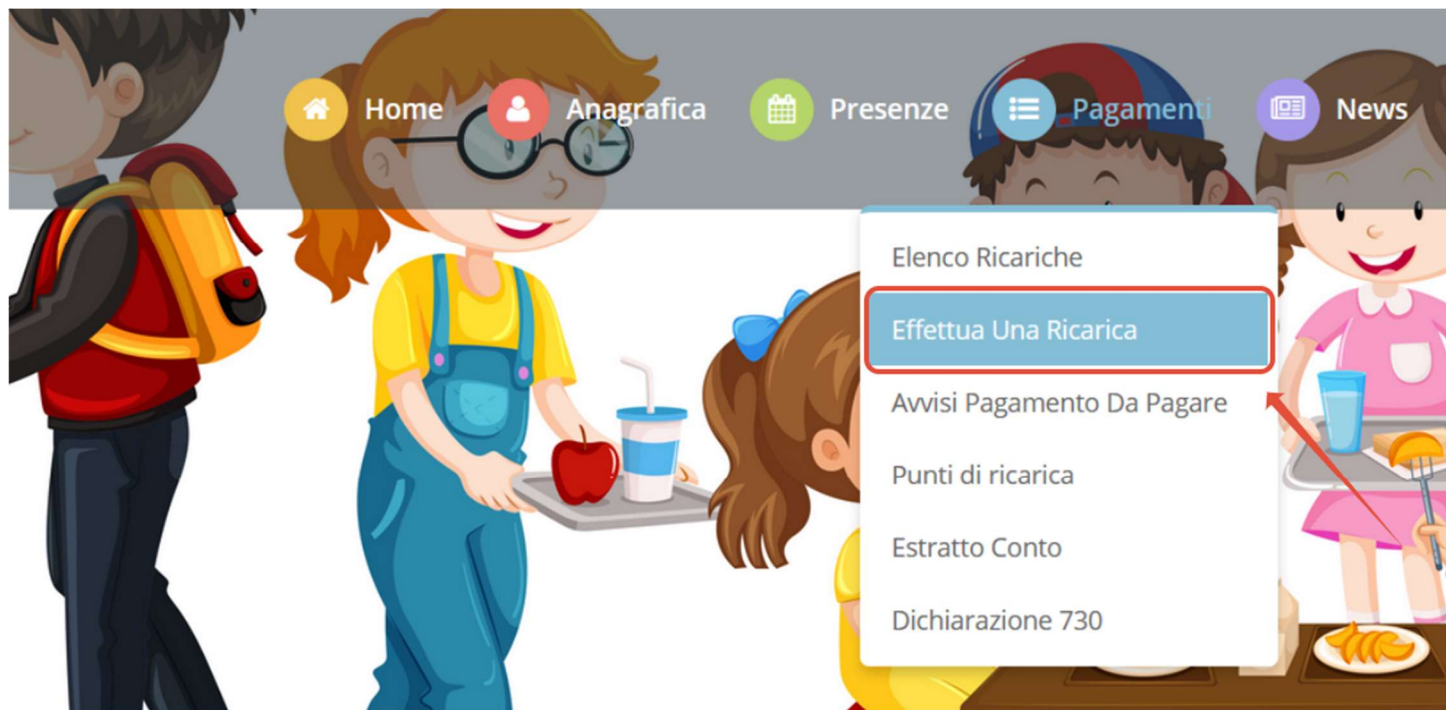 Home
Anagrafica
Presenze
Pagamenti
News
Elenco Ricariche
Effettua Una Ricarica
Avvisi Pagamento Da Pagare
Punti di ricarica
Estratto Conto
Dichiarazione 730